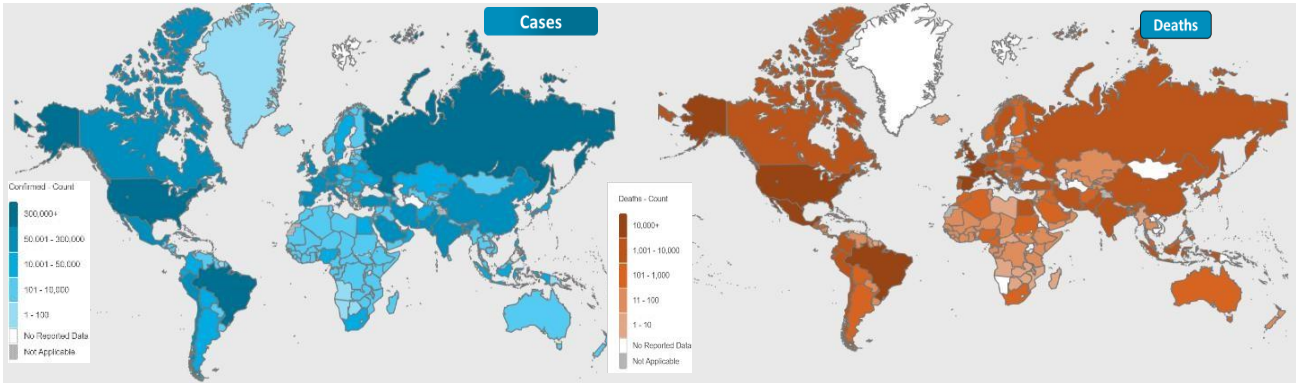 Cases
Confirmed - Count
300,000+
50.001 - 300,000
10.001 - 50,000
101 - 10,000
1 - 100
No Reported Data
Not Applicable
Deaths
Deaths - Count
10,000+
1,001 - 10,000
101 - 1,000
11 - 100
1 - 10
No Reported Data
Not Applicable